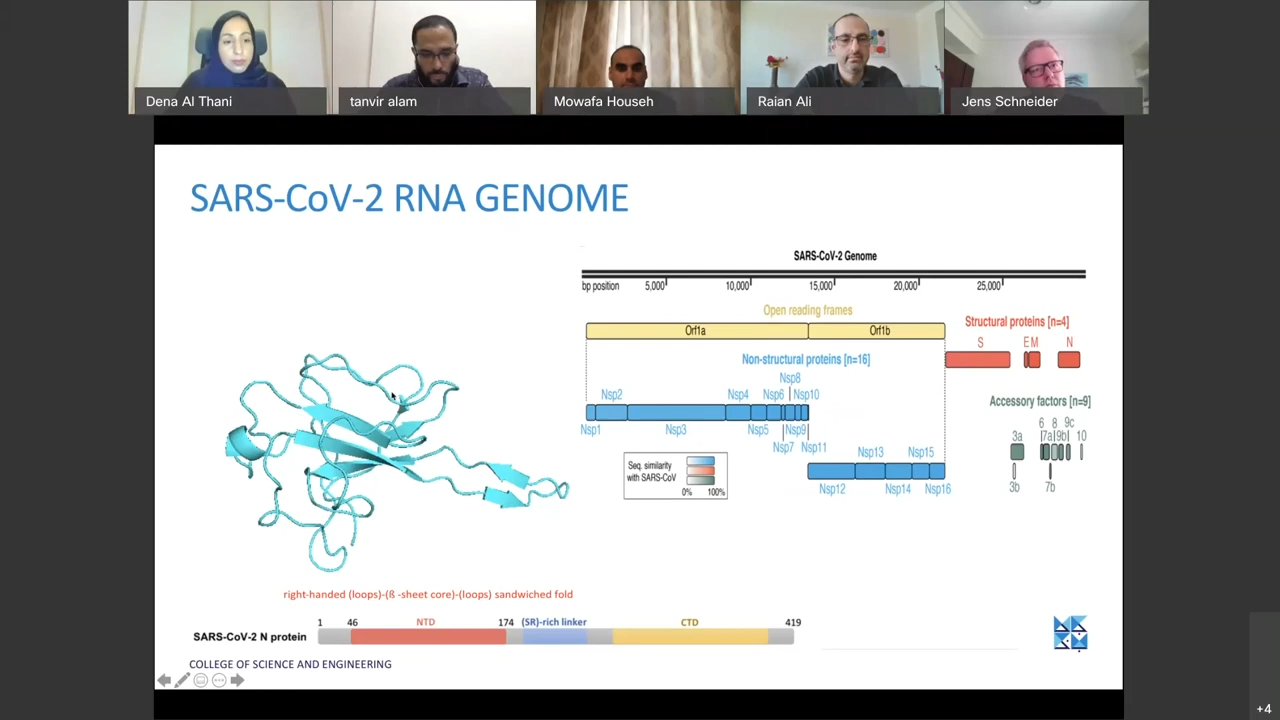 Dena Al Thani
tanvir alam
Mowafa Househ
Raian Ali
Jens Schneider
SARS-CoV-2 RNA GENOME
SARS-CoV-2 Genome
bp position 5,000 10,000 15,000 20,000 25,000
Open reading frames
Orf1a Orf1b
Structural proteins [n=4]
S E M N
Non-structural proteins [n=16]
Nsp8
Nsp2 Nsp4 Nsp6 Nsp10
Nsp1 Nsp3 Nsp5 Nsp9
Nsp7 Nsp11
Nsp13 Nsp15
Nsp12 Nsp14 Nsp16
Accessory factors [n=9]
6 8 9c
3a 7a 9b 10
3b 7b
Seq. similarity
with SARS-CoV
0% 100%
right-handed (loops)-(ß -sheet core)-(loops) sandwiched fold
1 46 NTD 174 (SR)-rich linker CTD 419
SARS-CoV-2 N protein
COLLEGE OF SCIENCE AND ENGINEERING
+4